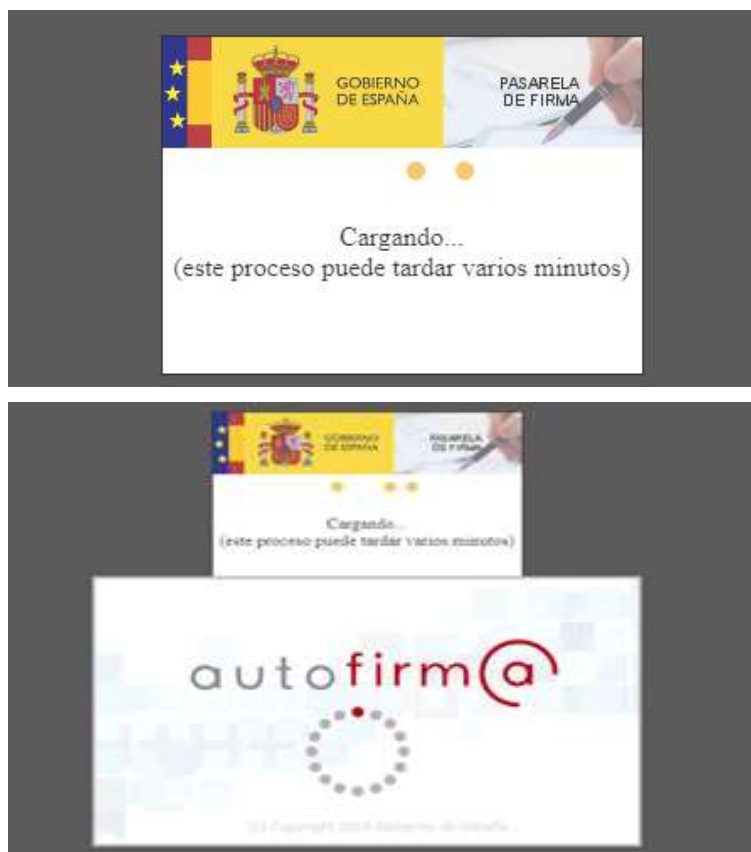 GOBIERNO
DE ESPAÑA
PASARELA
DE FIRMA
Cargando...
(este proceso puede tardar varios minutos)
GOBIERNO
DE ESPAÑA
PASARELA
DE FIRMA
Cargando...
(este proceso puede tardar varios minutos)
autofirm@